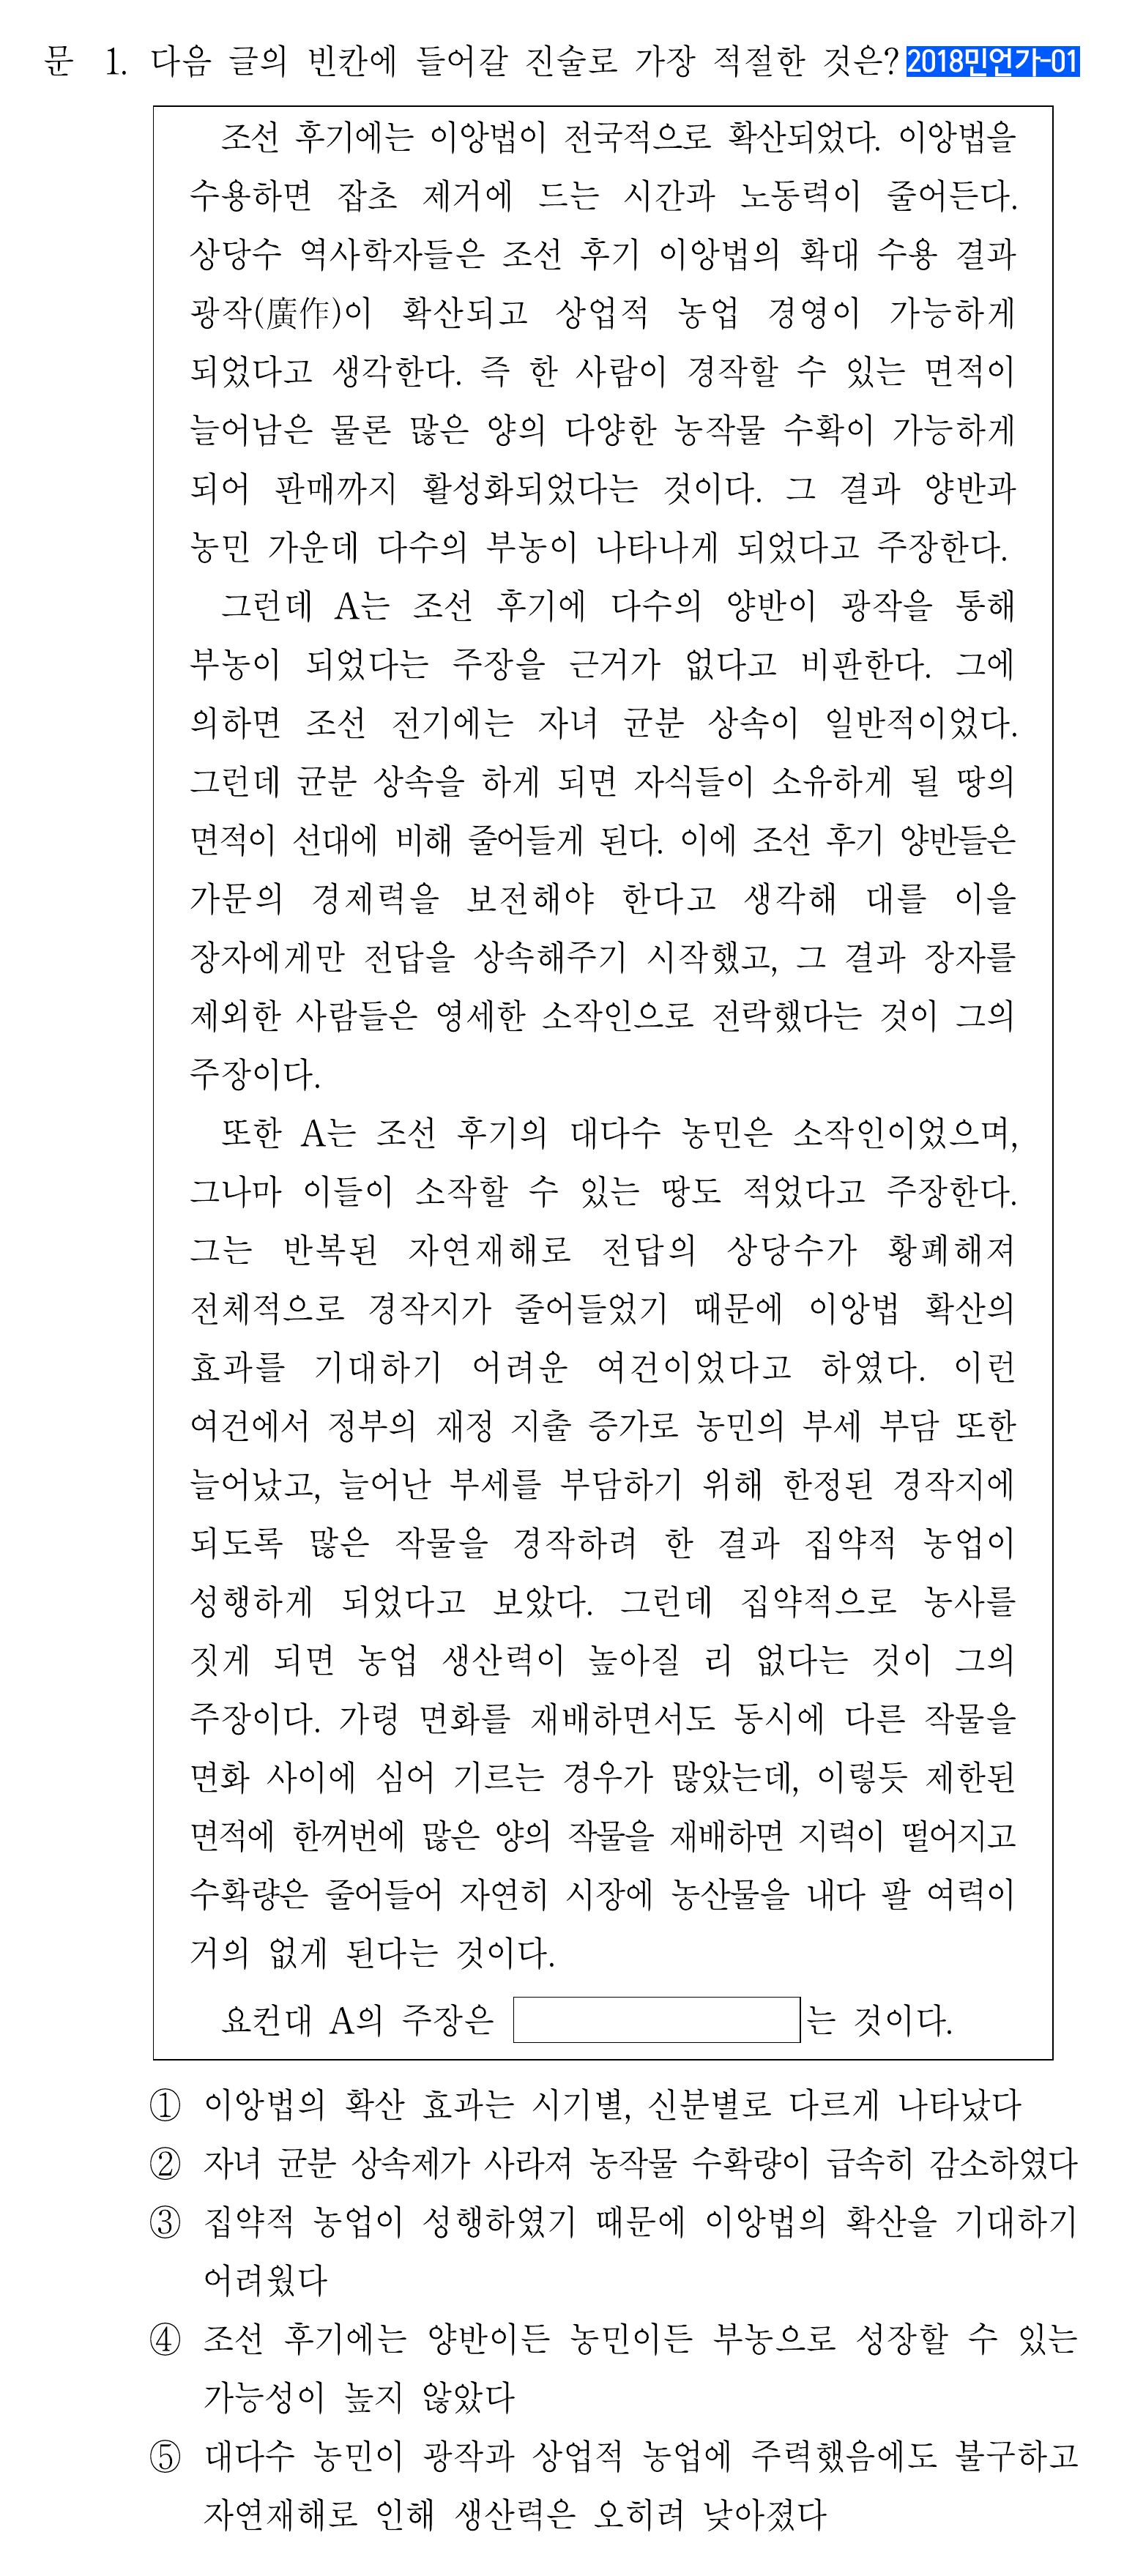 문 1. 다음 글의 빈칸에 들어갈 진술로 가장 적절한 것은? 2018민언가-01
조선 후기에는 이앙법이 전국적으로 확산되었다. 이앙법을
수용하면 잡초 제거에 드는 시간과 노동력이 줄어든다.
상당수 역사학자들은 조선 후기 이앙법의 확대 수용 결과
광작(廣作)이 확산되고 상업적 농업 경영이 가능하게
되었다고 생각한다. 즉 한 사람이 경작할 수 있는 면적이
늘어남은 물론 많은 양의 다양한 농작물 수확이 가능하게
되어 판매까지 활성화되었다는 것이다. 그 결과 양반과
농민 가운데 다수의 부농이 나타나게 되었다고 주장한다.
그런데 A는 조선 후기에 다수의 양반이 광작을 통해
부농이 되었다는 주장을 근거가 없다고 비판한다. 그에
의하면 조선 전기에는 자녀 균분 상속이 일반적이었다.
그런데 균분 상속을 하게 되면 자식들이 소유하게 될 땅의
면적이 선대에 비해 줄어들게 된다. 이에 조선 후기 양반들은
가문의 경제력을 보전해야 한다고 생각해 대를 이을
장자에게만 전답을 상속해주기 시작했고, 그 결과 장자를
제외한 사람들은 영세한 소작인으로 전락했다는 것이 그의
주장이다.
또한 A는 조선 후기의 대다수 농민은 소작인이었으며,
그나마 이들이 소작할 수 있는 땅도 적었다고 주장한다.
그는 반복된 자연재해로 전답의 상당수가 황폐해져
전체적으로 경작지가 줄어들었기 때문에 이앙법 확산의
효과를 기대하기 어려운 여건이었다고 하였다. 이런
여건에서 정부의 재정 지출 증가로 농민의 부세 부담 또한
늘어났고, 늘어난 부세를 부담하기 위해 한정된 경작지에
되도록 많은 작물을 경작하려 한 결과 집약적 농업이
성행하게 되었다고 보았다. 그런데 집약적으로 농사를
짓게 되면 농업 생산력이 높아질 리 없다는 것이 그의
주장이다. 가령 면화를 재배하면서도 동시에 다른 작물을
면화 사이에 심어 기르는 경우가 많았는데, 이렇듯 제한된
면적에 한꺼번에 많은 양의 작물을 재배하면 지력이 떨어지고
수확량은 줄어들어 자연히 시장에 농산물을 내다 팔 여력이
거의 없게 된다는 것이다.
요컨대 A의 주장은 는 것이다.
① 이앙법의 확산 효과는 시기별, 신분별로 다르게 나타났다
② 자녀 균분 상속제가 사라져 농작물 수확량이 급속히 감소하였다
③ 집약적 농업이 성행하였기 때문에 이앙법의 확산을 기대하기
어려웠다
④ 조선 후기에는 양반이든 농민이든 부농으로 성장할 수 있는
가능성이 높지 않았다
⑤ 대다수 농민이 광작과 상업적 농업에 주력했음에도 불구하고
자연재해로 인해 생산력은 오히려 낮아졌다